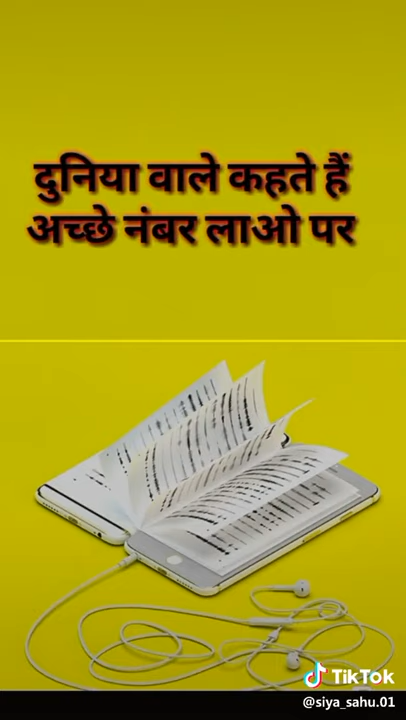 दुनिया वाले कहते हैं
अच्छे नंबर लाओ पर
TikTok
@siya_sahu.01